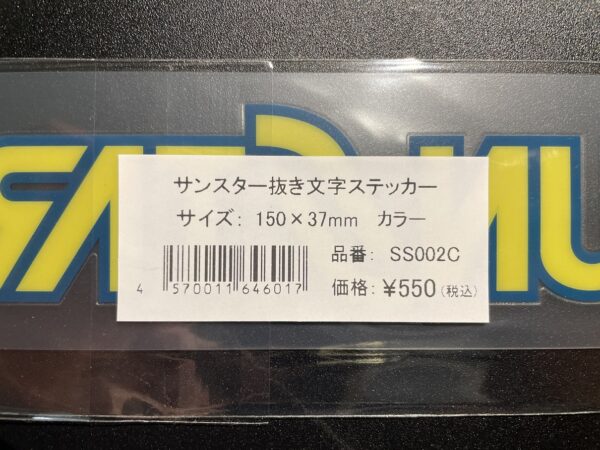 サンスター抜き文字ステッカー
サイズ: 150×37mm カラー
品番: SS002C
4 570011 646017
価格: ¥550(税込)